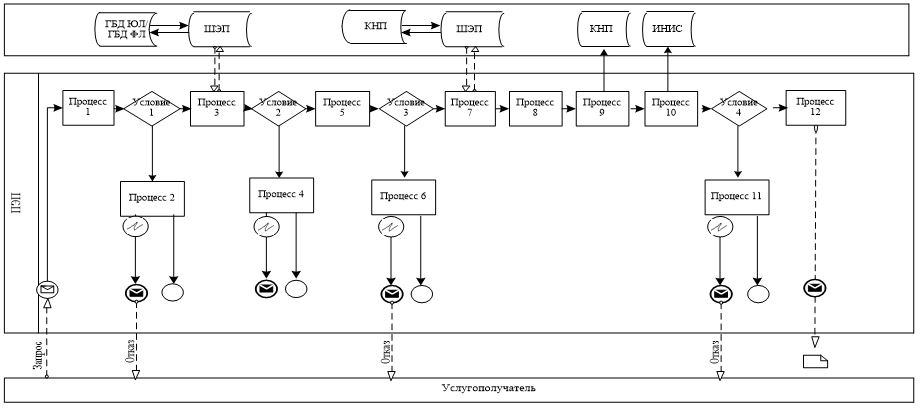 ГБД ЮЛ/
ГБД ФЛ
ШЭП
КНП
ШЭП
КНП
ИНИС
Процесс
1
Условие
1
Процесс
3
Условие
2
Процесс
5
Условие
3
Процесс
7
Процесс
8
Процесс
9
Процесс
10
Условие
4
Процесс
12
Процесс 2
Процесс 4
Процесс 6
Процесс 11
Запрос
Отказ
Отказ
Отказ
Услугополучатель